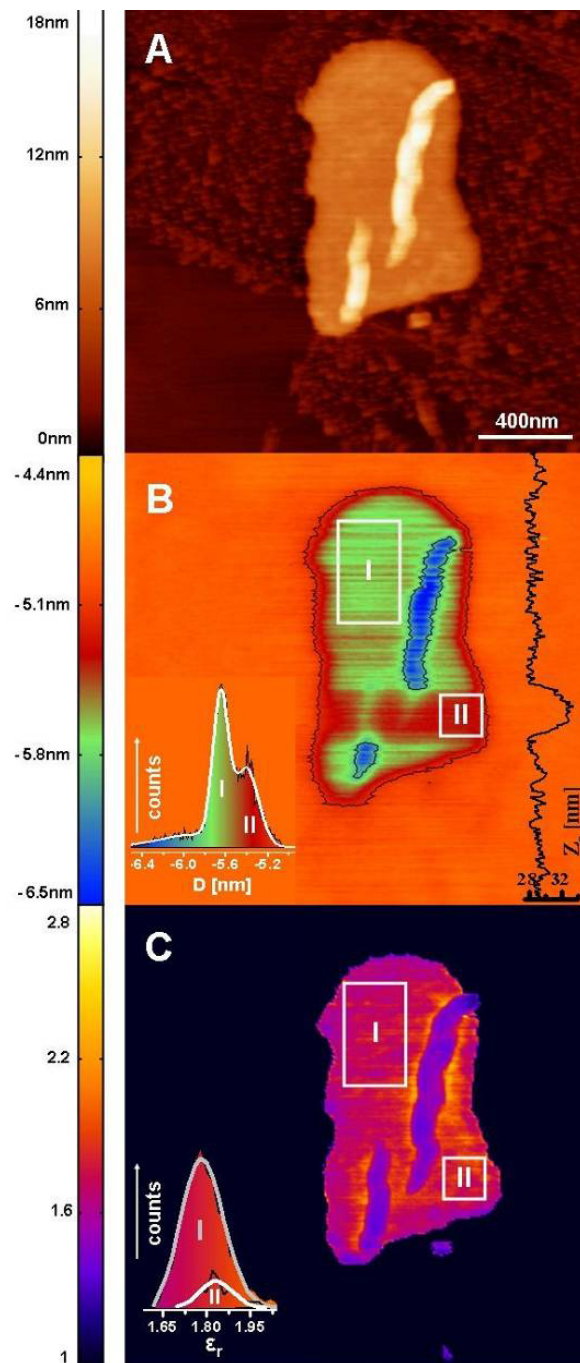 18nm
12nm
6nm
0nm
A
400nm
-4.4nm
-5.1nm
-5.8nm
-6.5nm
B
I
II
counts
I
II
-6.4 -6.0 -5.6 -5.2
D [nm]
28 32
[nm]
2.8
2.2
1.6
1
C
I
II
counts
I
II
1.65 1.80 1.95
εr